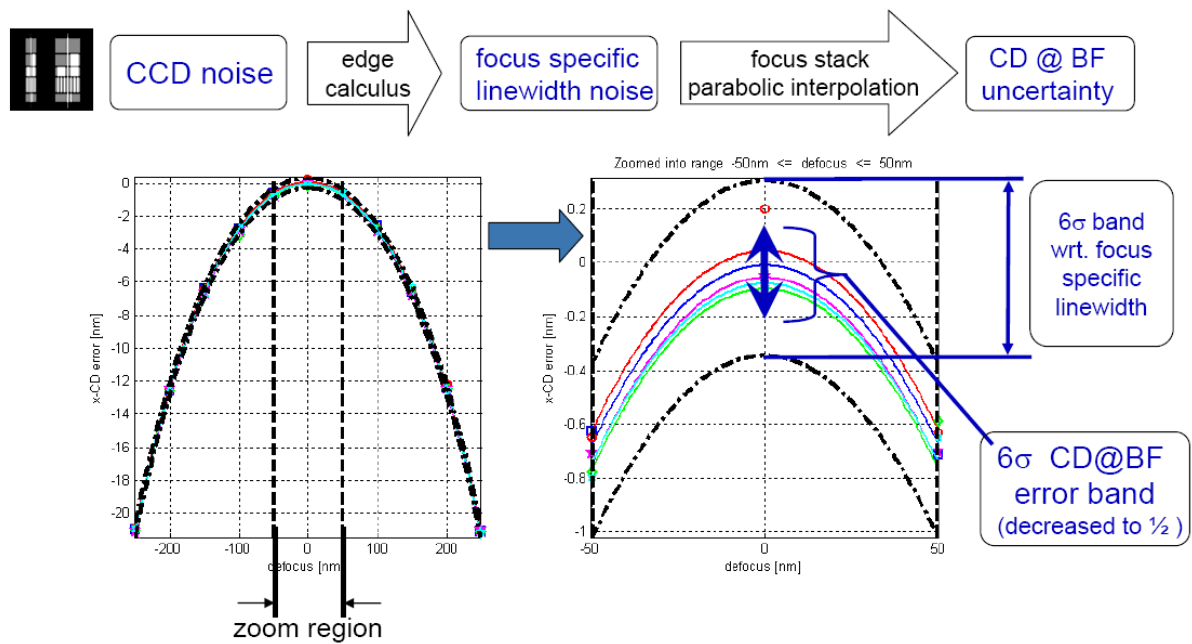 CCD noise
edge
calculus
focus specific
linewidth noise
focus stack
parabolic interpolation
CD @ BF
uncertainty
0
-2
-4
-6
-8
-10
-12
-14
-16
-18
-20
x-CD error [nm]
-200
-100
0
100
200
defocus [nm]
zoom region
Zoomed into range -50nm <= defocus <= 50nm
0.2
0
-0.2
-0.4
-0.6
-0.8
-1
x-CD error [nm]
-50
0
50
defocus [nm]
6σ band
wrt. focus
specific
linewidth
6σ CD@BF
error band
(decreased to ½ )